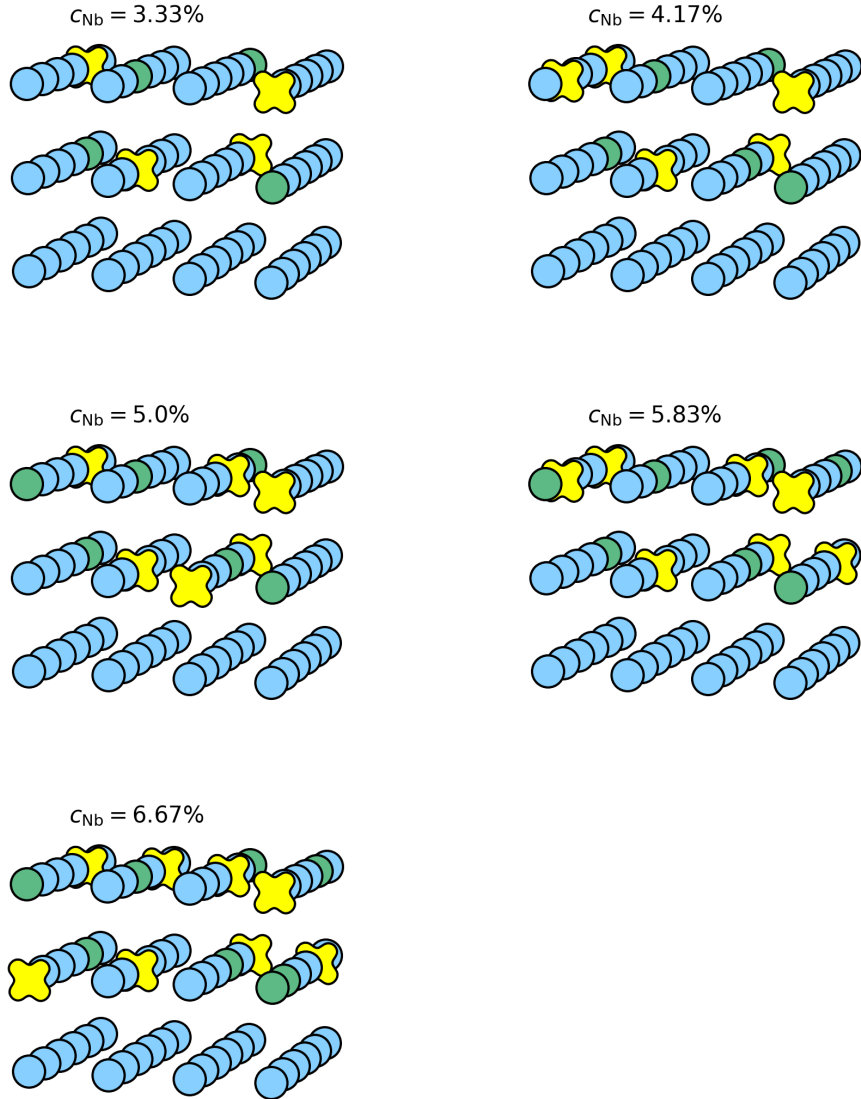 c_Nb = 3.33%
c_Nb = 4.17%
c_Nb = 5.0%
c_Nb = 5.83%
c_Nb = 6.67%